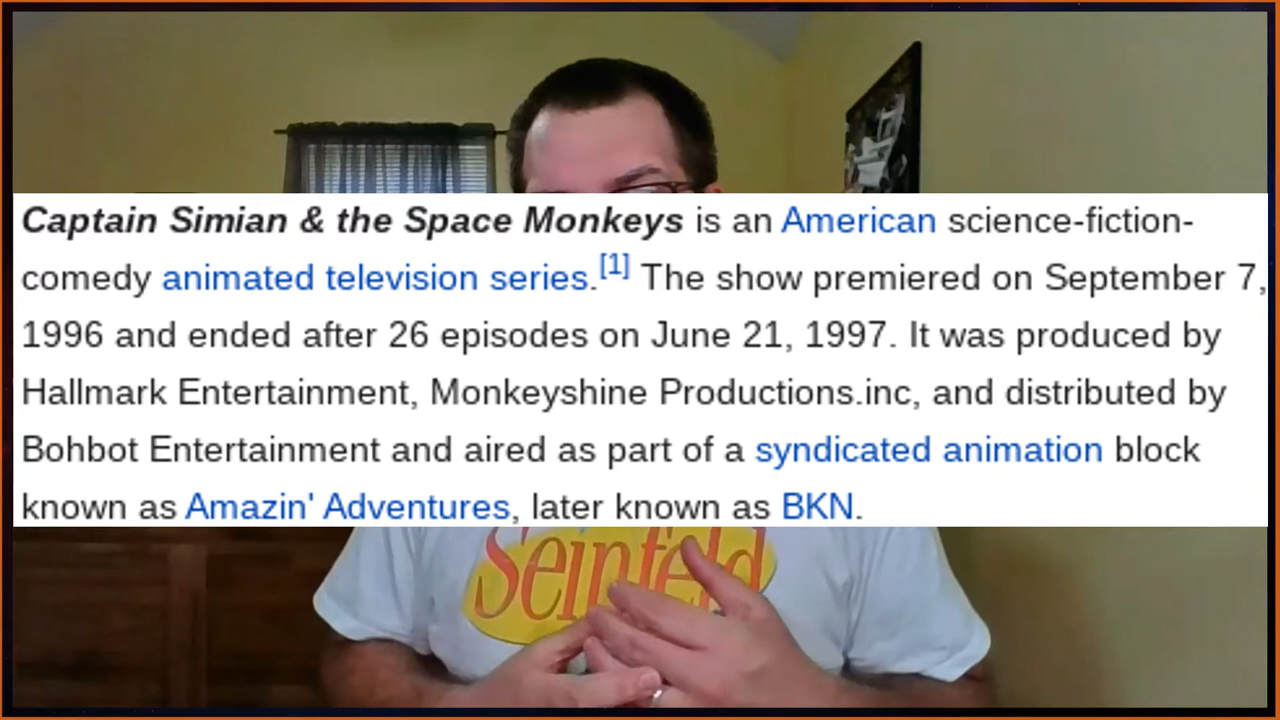 Captain Simian & the Space Monkeys is an American science-fiction-
comedy animated television series.[1] The show premiered on September 7,
1996 and ended after 26 episodes on June 21, 1997. It was produced by
Hallmark Entertainment, Monkeyshine Productions.inc, and distributed by
Bohbot Entertainment and aired as part of a syndicated animation block
known as Amazin' Adventures, later known as BKN.
Seinfeld